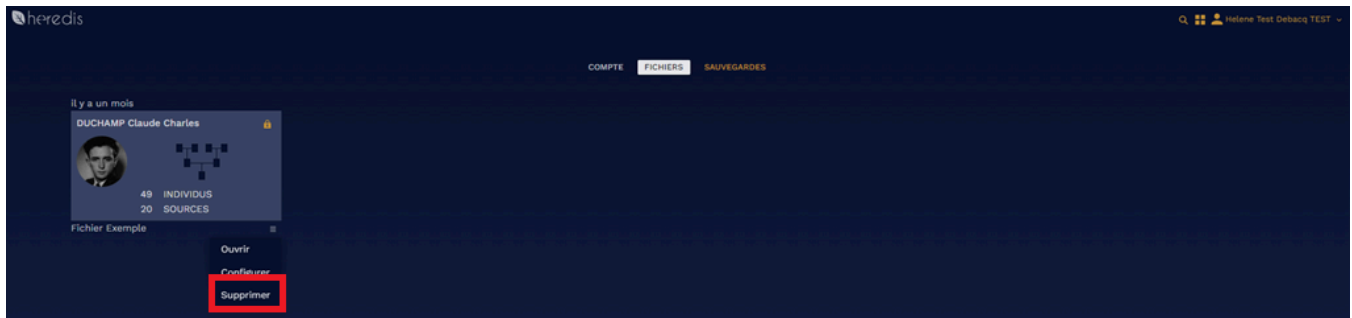 heredis
Helene Test Debacq TEST
COMPTE FICHIERS SAUVEGARDES
il y a un mois
DUCHAMP Claude Charles
49 INDIVIDUS
20 SOURCES
Fichier Exemple
Ouvrir
Configurer
Supprimer